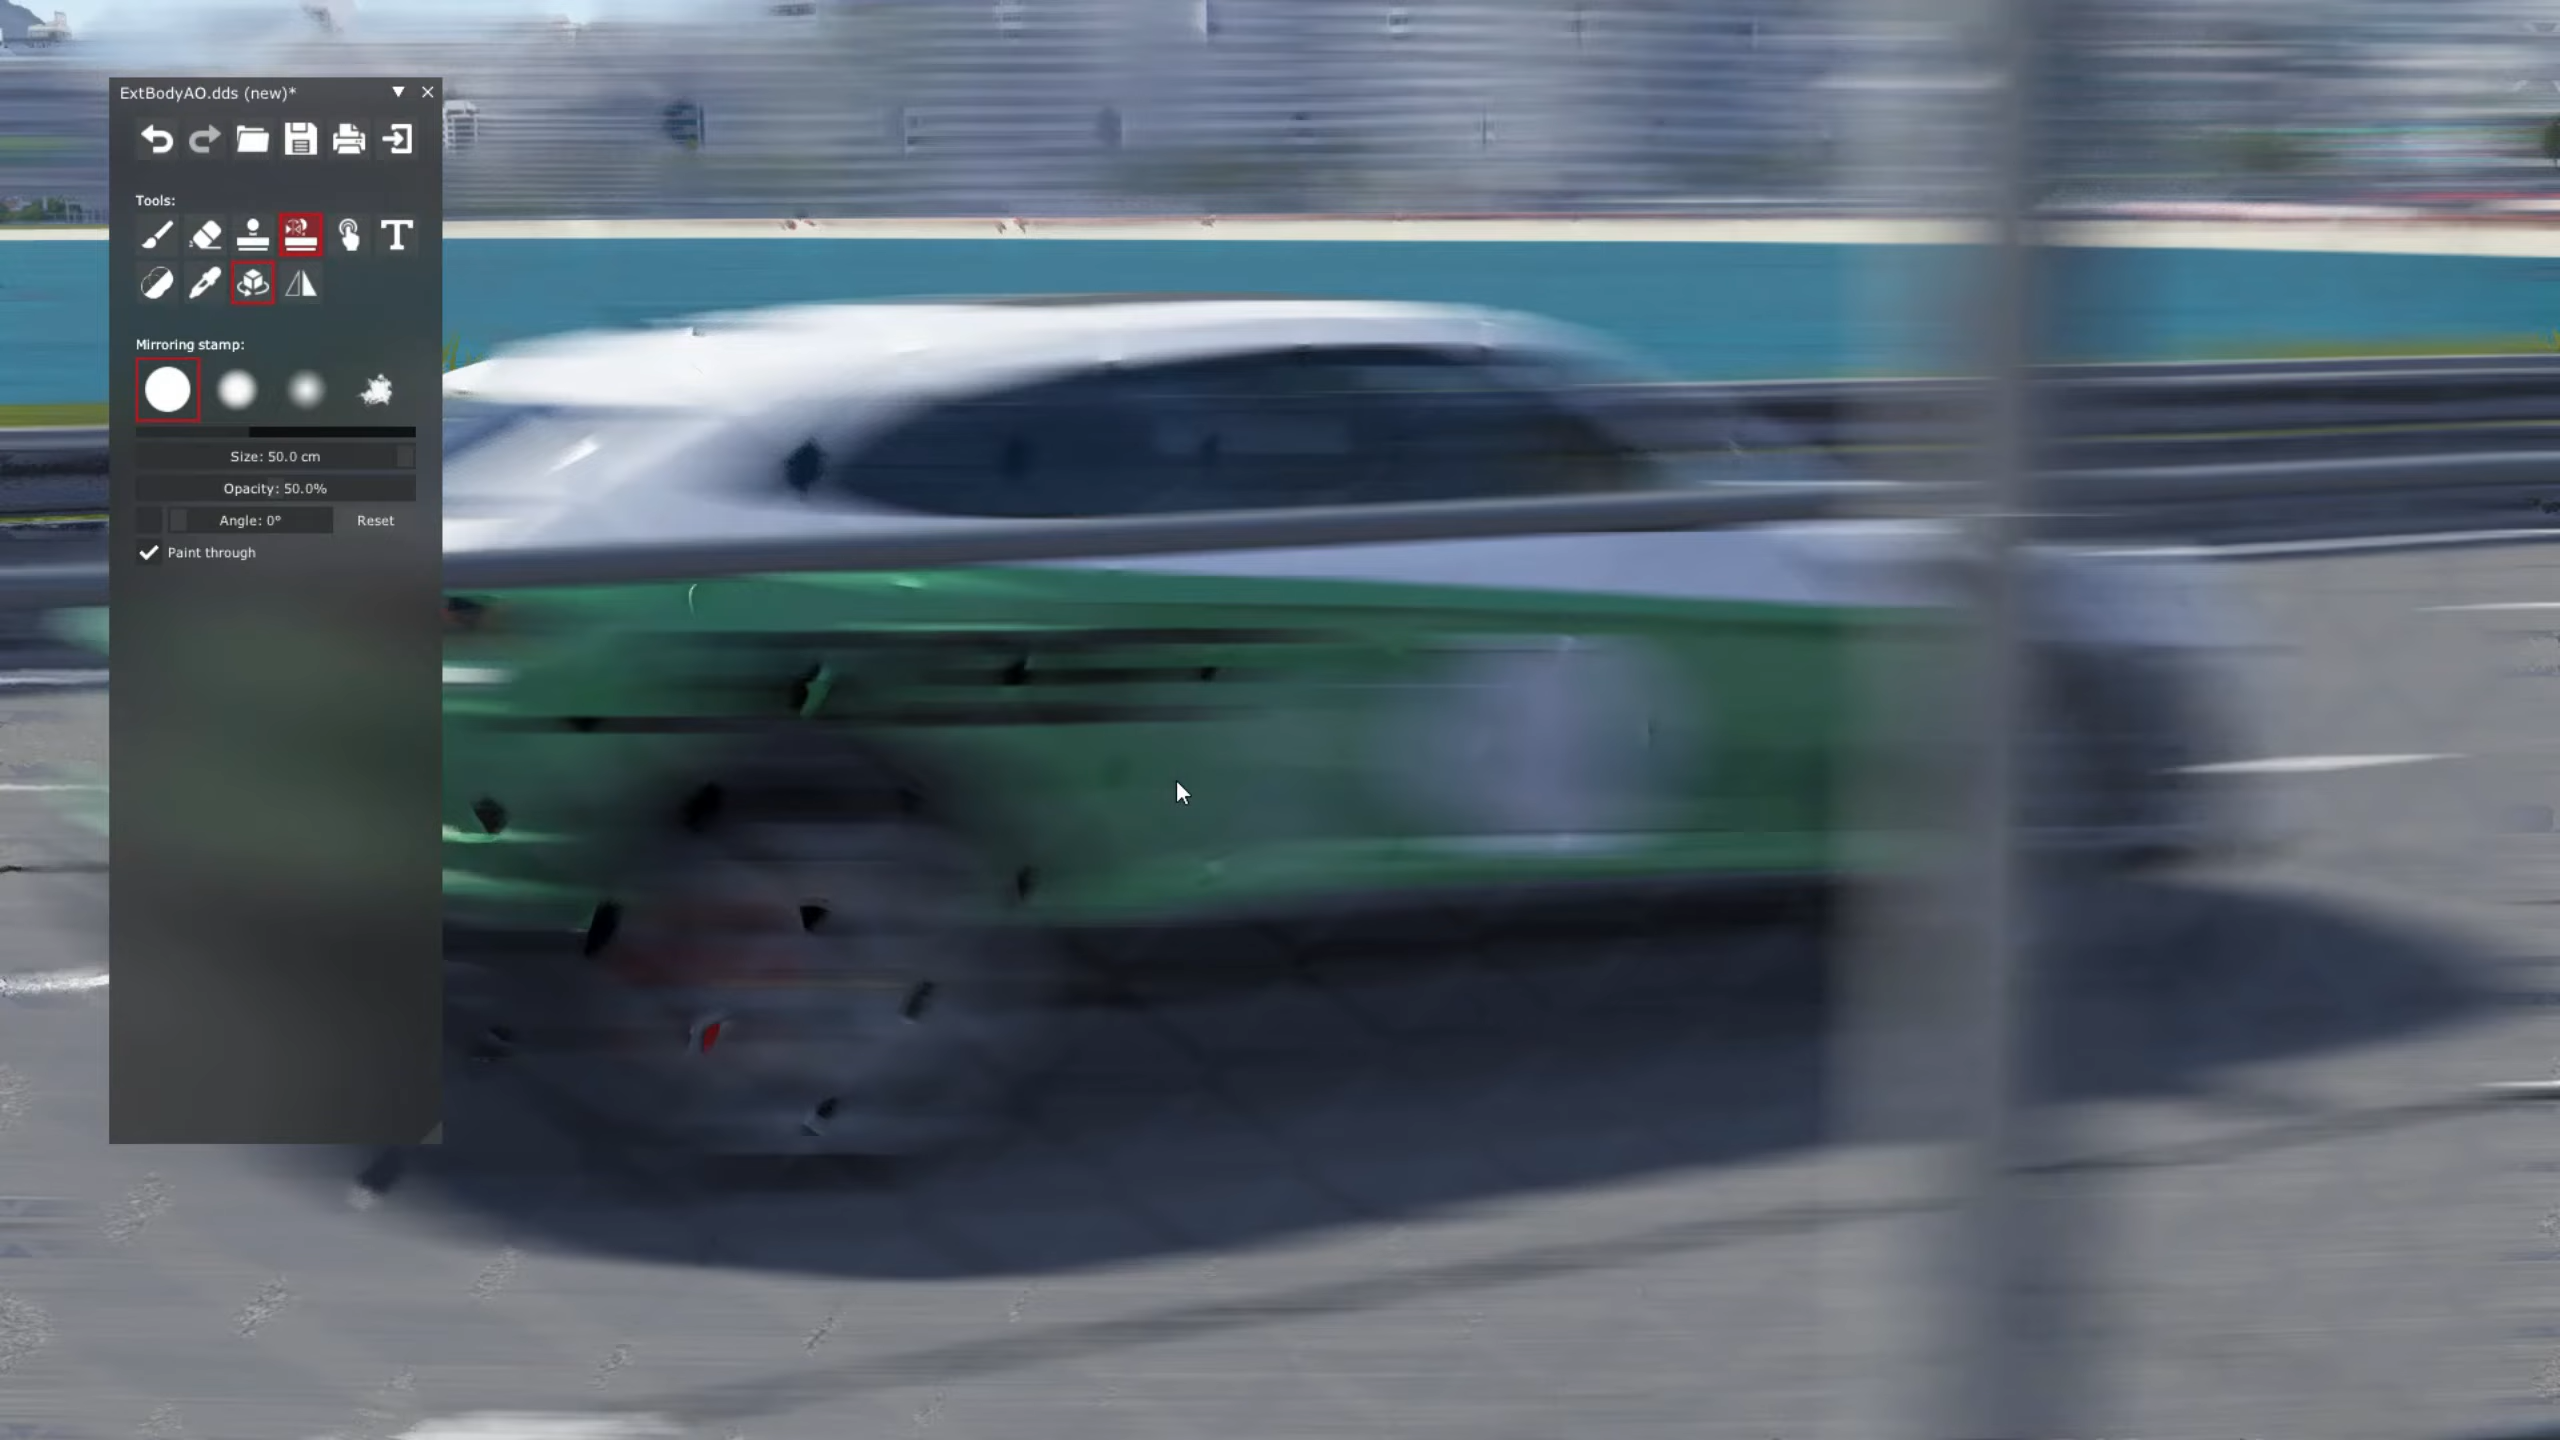 ExtBodyAO.dds (new)*
Tools:
Mirroring stamp:
Size: 50.0 cm
Opacity: 50.0%
Angle: 0° Reset
Paint through